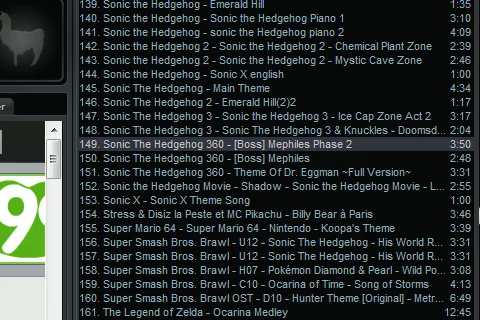 139. Sonic the Hedgehog - Emerald Hill 1:35
140. Sonic the Hedgehog - Sonic the Hedgehog Piano 1 3:10
141. Sonic the Hedgehog - sonic the Hedgehog piano 2 4:09
142. Sonic the Hedgehog 2 - Sonic the Hedgehog 2 - Chemical Plant Zone 2:39
143. Sonic the Hedgehog 2 - Sonic the Hedgehog 2 - Mystic Cave Zone 2:46
144. Sonic the Hedgehog - Sonic X english 1:00
145. Sonic The Hedgehog - Main Theme 4:34
146. Sonic The Hedgehog 2 - Emerald Hill(2)2 1:17
147. Sonic The Hedgehog 3 - Sonic the Hedgehog 3 - Ice Cap Zone Act 2 3:17
148. Sonic The Hedgehog 3 - Sonic The Hedgehog 3 & Knuckles - Doomsd... 2:04
149. Sonic The Hedgehog 360 - [Boss] Mephiles Phase 2 3:50
150. Sonic The Hedgehog 360 - [Boss] Mephiles 2:48
151. Sonic The Hedgehog 360 - Theme Of Dr. Eggman ~Full Version~ 3:31
152. Sonic the Hedgehog Movie - Shadow - Sonic the Hedgehog Movie - L... 2:55
153. Sonic X - Sonic X Theme Song 1:00
154. Stress & Disiz la Peste et MC Pikachu - Billy Bear à Paris 3:46
155. Super Mario 64 - Super Mario 64 - Nintendo - Koopa's Theme 3:39
156. Super Smash Bros. Brawl - U12 - Sonic The Hedgehog - His World R... 3:31
157. Super Smash Bros. Brawl - U12 - Sonic The Hedgehog - His World R... 3:31
158. Super Smash Bros. Brawl - H07 - Pokémon Diamond & Pearl - Wild Po... 3:08
159. Super Smash Bros. Brawl - C10 - Ocarina of Time - Song of Storms 4:13
160. Super Smash Bros. Brawl OST - D10 - Hunter Theme [Original] - Metr... 6:49
161. The Legend of Zelda - Ocarina Medley 12:45